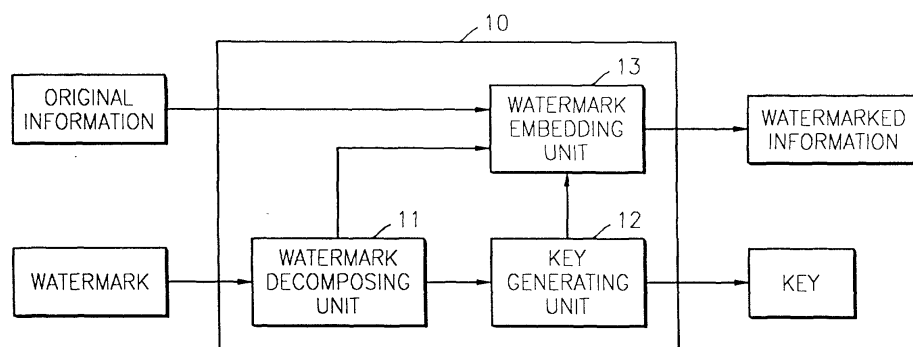 10
ORIGINAL
INFORMATION
13
WATERMARK
EMBEDDING
UNIT
WATERMARKED
INFORMATION
WATERMARK
11
WATERMARK
DECOMPOSING
UNIT
12
KEY
GENERATING
UNIT
KEY